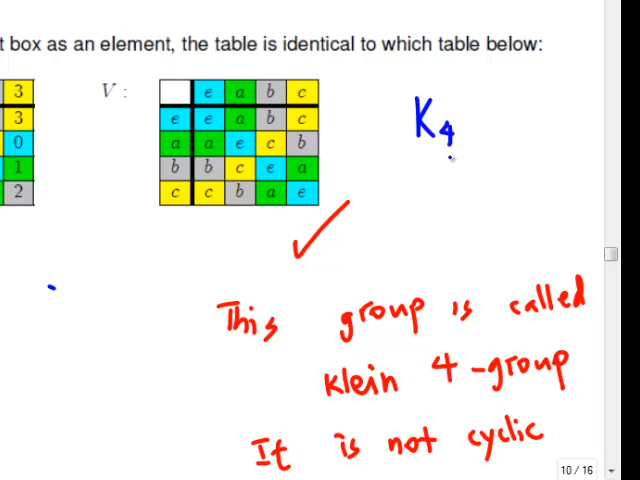 t box as an element, the table is identical to which table below:
3
3
0
1
2
V :
e a b c
e e a b c
a a e c b
b b c e a
c c b a e
K4
This group is called
Klein 4-group
It is not cyclic
10 / 16